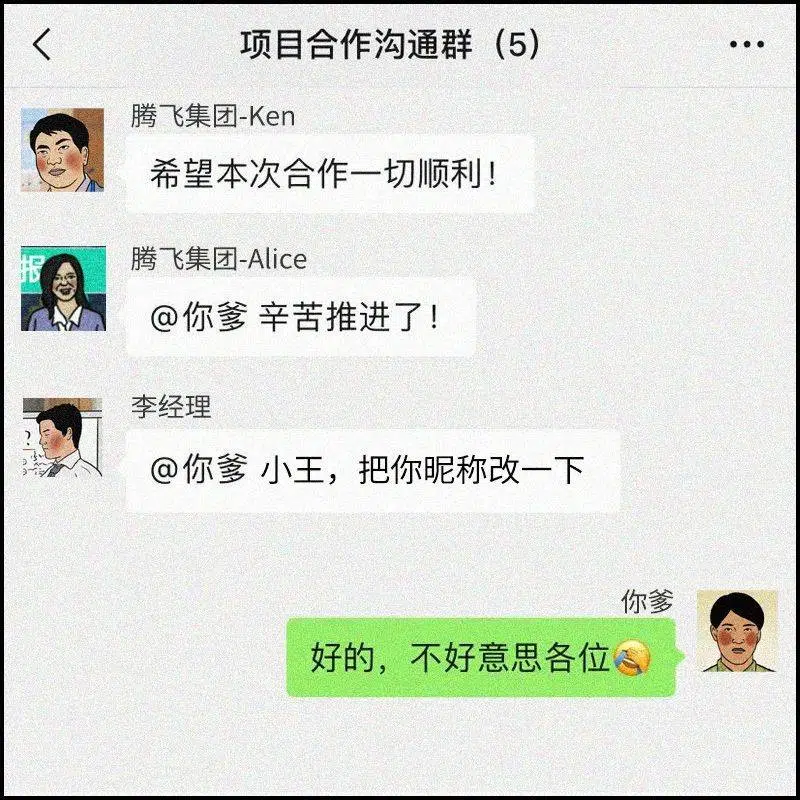 项目合作沟通群（5）
腾飞集团-Ken
希望本次合作一切顺利！
腾飞集团-Alice
报
@你爹 辛苦推进了！
李经理
?
@你爹 小王，把你昵称改一下
你爹
好的，不好意思各位🤣